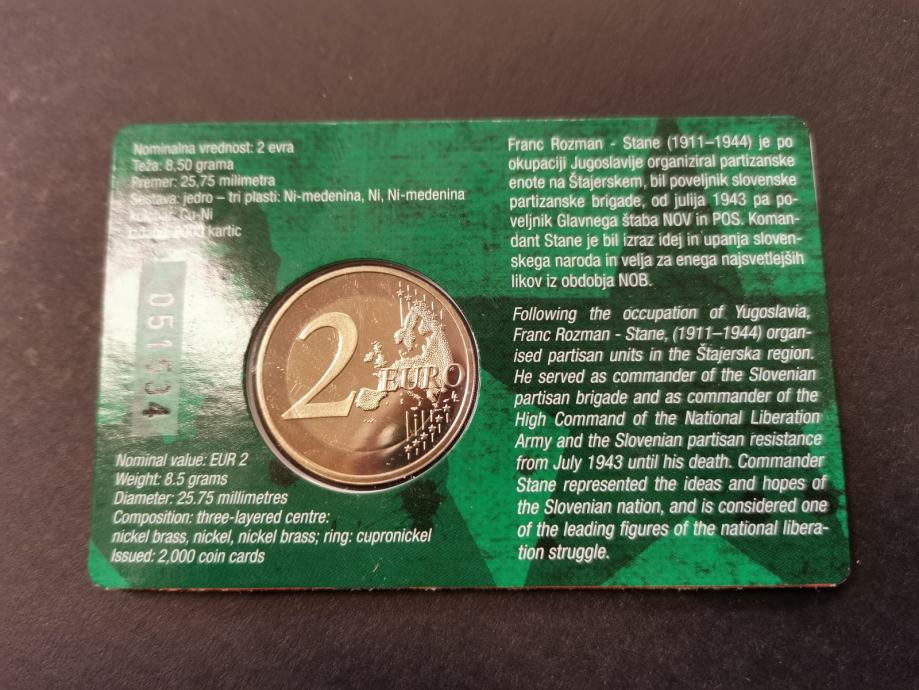 Nominalna vrednost: 2 evra
Teža: 8,50 grama
Premer: 25,75 milimetra
Sestava: jedro – tri plasti: Ni-medenina, Ni, Ni-medenina
Cu-Ni
kartic
051534
2
EURO
Nominal value: EUR 2
Weight: 8.5 grams
Diameter: 25.75 millimetres
Composition: three-layered centre:
nickel brass, nickel, nickel brass; ring: cupronickel
Issued: 2,000 coin cards
Franc Rozman - Stane (1911–1944) je po
okupaciji Jugoslavije organiziral partizanske
enote na Štajerskem, bil poveljnik slovenske
partizanske brigade, od julija 1943 pa po-
veljnik Glavnega štaba NOV in POS. Koman-
dant Stane je bil izraz idej in upanja sloven-
skega naroda in velja za enega najsvetlejših
likov iz obdobja NOB.
Following the occupation of Yugoslavia,
Franc Rozman - Stane, (1911–1944) organ-
ised partisan units in the Štajerska region.
He served as commander of the Slovenian
partisan brigade and as commander of the
High Command of the National Liberation
Army and the Slovenian partisan resistance
from July 1943 until his death. Commander
Stane represented the ideas and hopes of
the Slovenian nation, and is considered one
of the leading figures of the national libera-
tion struggle.